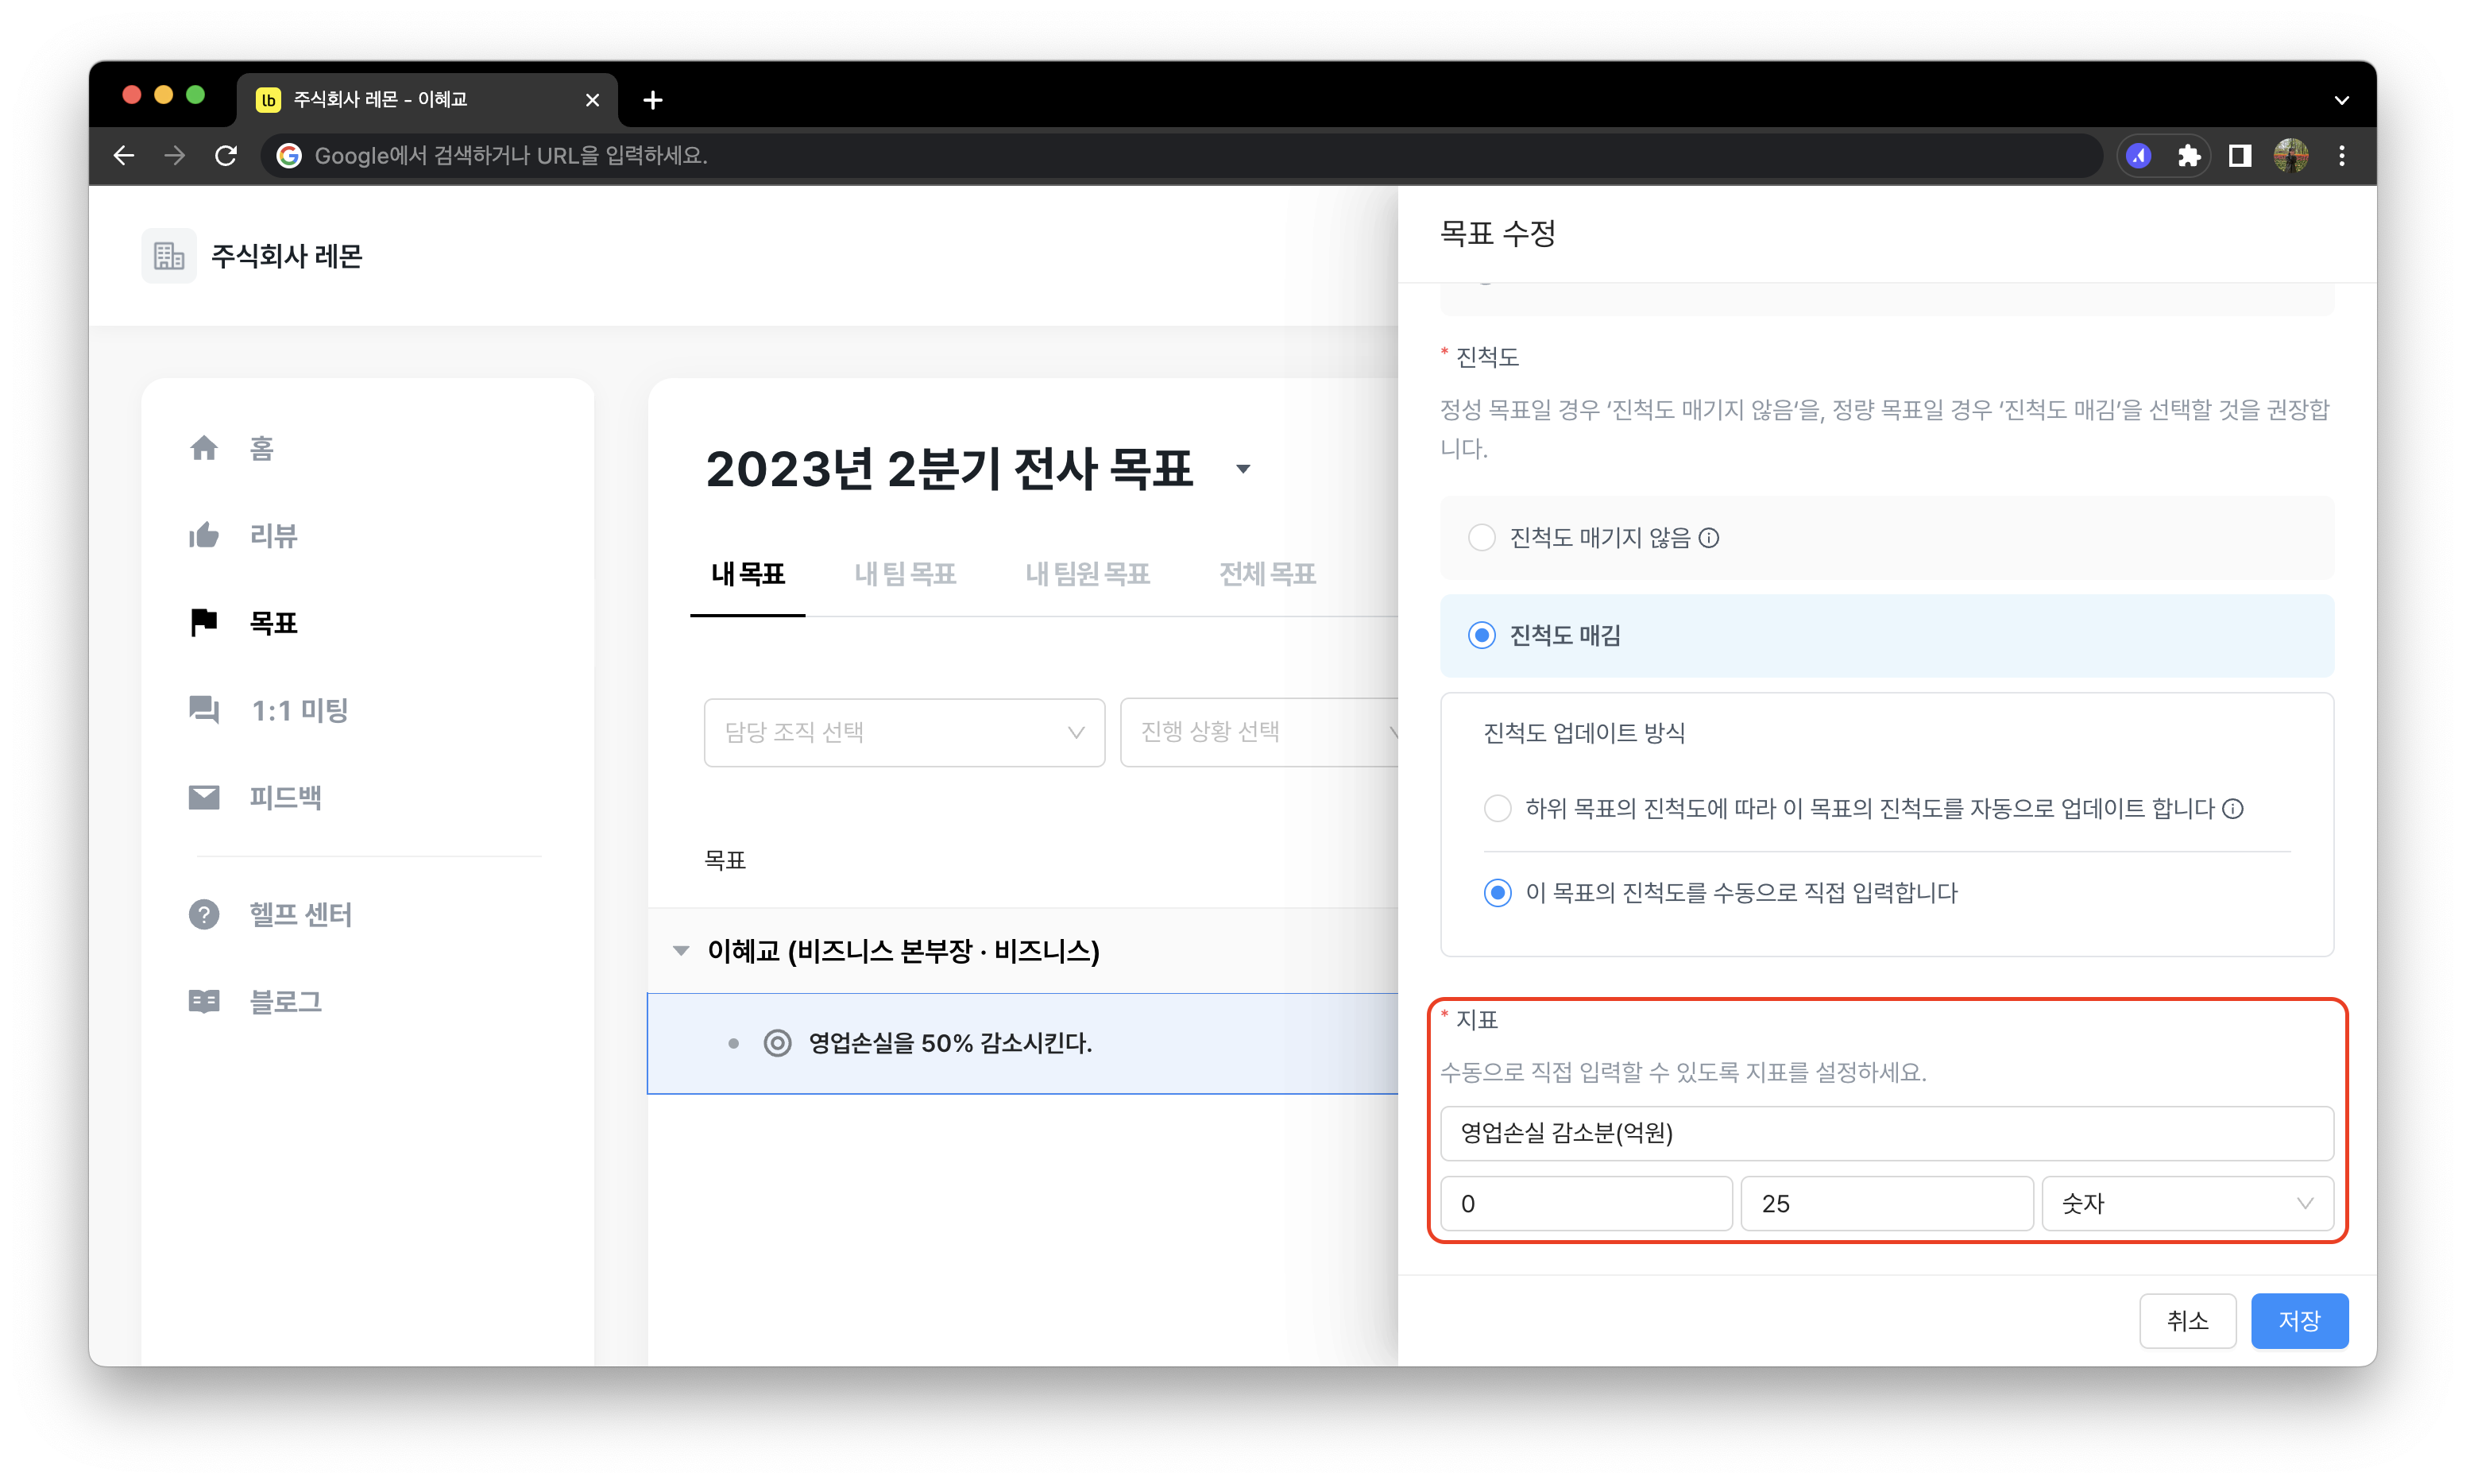 lb 주식회사 레몬 - 이혜교
Google에서 검색하거나 URL을 입력하세요.
주식회사 레몬
홈
리뷰
목표
1:1 미팅
피드백
헬프 센터
블로그
2023년 2분기 전사 목표
내 목표 내 팀 목표 내 팀원 목표 전체 목표
담당 조직 선택 진행 상황 선택
목표
이혜교 (비즈니스 본부장 · 비즈니스)
영업손실을 50% 감소시킨다.
목표 수정
* 진척도
정성 목표일 경우 ‘진척도 매기지 않음‘을, 정량 목표일 경우 ‘진척도 매김‘을 선택할 것을 권장합
니다.
진척도 매기지 않음
진척도 매김
진척도 업데이트 방식
하위 목표의 진척도에 따라 이 목표의 진척도를 자동으로 업데이트 합니다
이 목표의 진척도를 수동으로 직접 입력합니다
* 지표
수동으로 직접 입력할 수 있도록 지표를 설정하세요.
영업손실 감소분(억원)
0 25 숫자
취소 저장